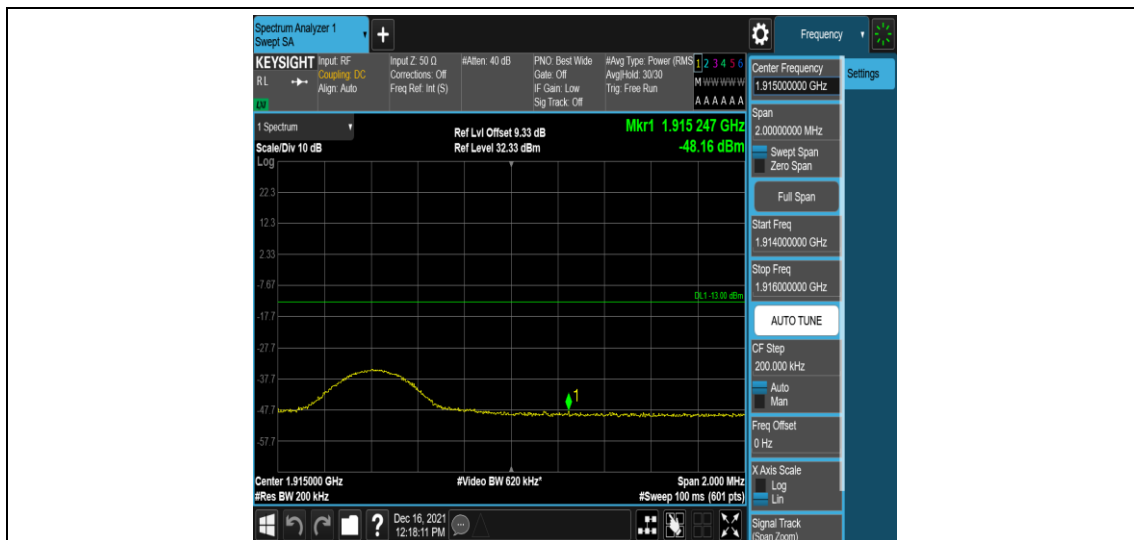 Spectrum Analyzer 1
Swept SA
Frequency
KEYSIGHT
RL
LXI
Input: RF
Coupling: DC
Align: Auto
Input Z: 50 Ω
Corrections: Off
Freq Ref: Int (S)
#Atten: 40 dB
PNO: Best Wide
Gate: Off
IF Gain: Low
Sig Track: Off
#Avg Type: Power (RMS
Avg|Hold: 30/30
Trig: Free Run
1 2 3 4 5 6
M W W W W W
A A A A A A
1 Spectrum
Scale/Div 10 dB
Log
Ref Lvl Offset 9.33 dB
Ref Level 32.33 dBm
Mkr1 1.915 247 GHz
-48.16 dBm
22.3
12.3
2.33
-7.67
-17.7
-27.7
-37.7
-47.7
-57.7
DL1 -13.00 dBm
1
Center 1.915000 GHz
#Res BW 200 kHz
#Video BW 620 kHz*
Span 2.000 MHz
#Sweep 100 ms (601 pts)
Dec 16, 2021
12:18:11 PM
Center Frequency
1.915000000 GHz
Settings
Span
2.00000000 MHz
Swept Span
Zero Span
Full Span
Start Freq
1.914000000 GHz
Stop Freq
1.916000000 GHz
AUTO TUNE
CF Step
200.000 kHz
Auto
Man
Freq Offset
0 Hz
X Axis Scale
Log
Lin
Signal Track
(Span Zoom)